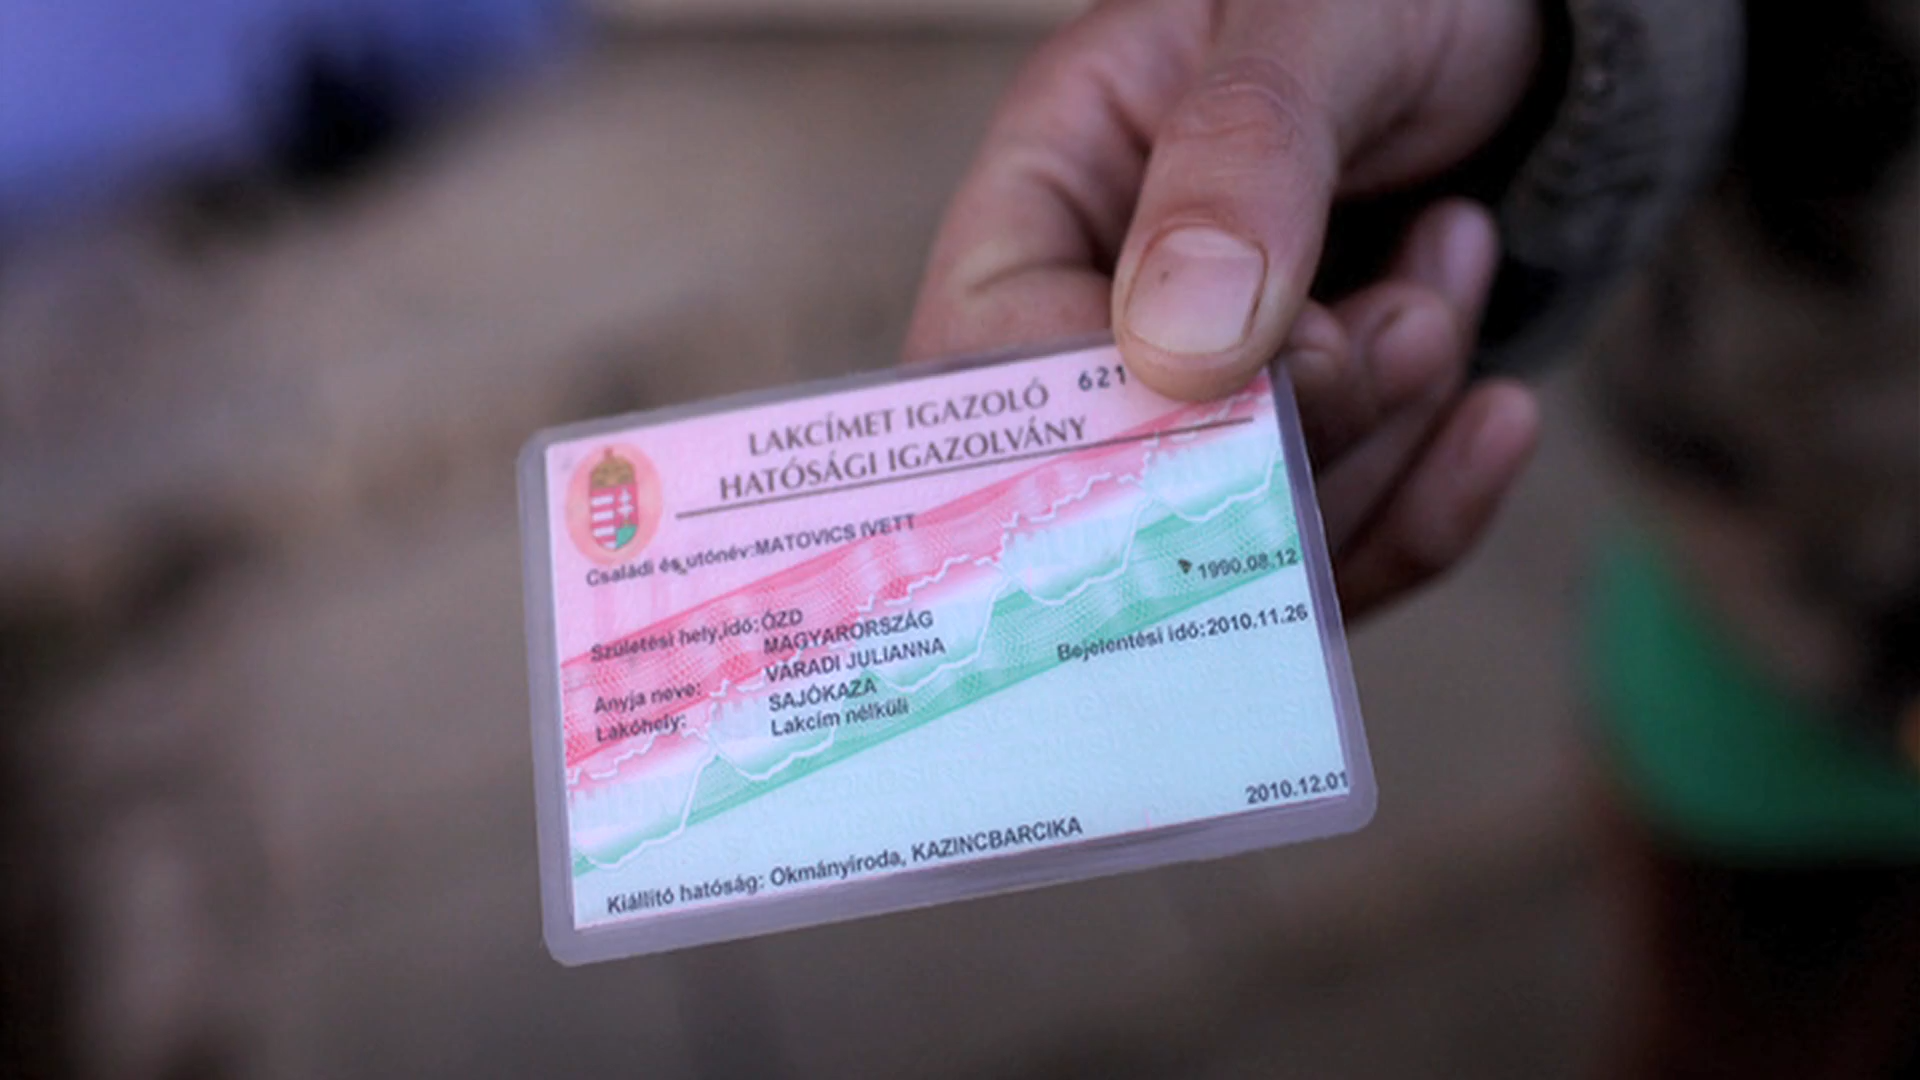 621
LAKCÍMET IGAZOLÓ
HATÓSÁGI IGAZOLVÁNY
Családi és utónév:MATOVICS IVETT
Születési hely,idő:ÓZD 1990.08.12
MAGYARORSZÁG
Anyja neve: VÁRADI JULIANNA Bejelentési idő:2010.11.26
Lakóhely: SAJÓKAZA
Lakcím nélküli
2010.12.01
Kiállító hatóság: Okmányiroda, KAZINCBARCIKA